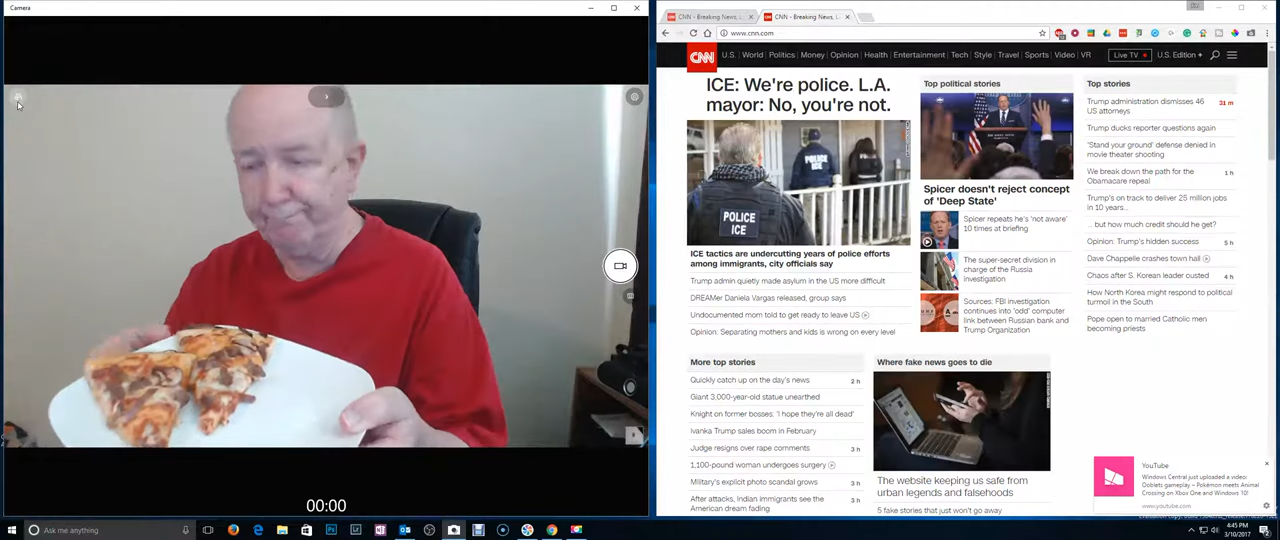 Camera
00:00
CNN - Breaking News, L
CNN - Breaking News, L
www.cnn.com
CNN
U.S. World Politics Money Opinion Health Entertainment Tech Style Travel Sports Video VR
Live TV
U.S. Edition
ICE: We're police. L.A.
mayor: No, you're not.
POLICE
ICE
POLICE
ICE
ICE tactics are undercutting years of police efforts
among immigrants, city officials say
Trump admin quietly made asylum in the US more difficult
DREAMer Daniela Vargas released, group says
Undocumented mom told to get ready to leave US
Opinion: Separating mothers and kids is wrong on every level
Top political stories
Spicer doesn't reject concept
of 'Deep State'
Spicer repeats he's 'not aware'
10 times at briefing
The super-secret division in
charge of the Russia
investigation
Sources: FBI investigation
continues into 'odd' computer
link between Russian bank and
Trump Organization
Top stories
Trump administration dismisses 46
US attorneys
31 m
Trump ducks reporter questions again
'Stand your ground' defense denied in
movie theater shooting
We break down the path for the
Obamacare repeal
1 h
Trump's on track to deliver 25 million jobs
in 10 years...
.. but how much credit should he get?
Opinion: Trump's hidden success 5 h
Dave Chappelle crashes town hall
Chaos after S. Korean leader ousted 4 h
How North Korea might respond to political
turmoil in the South
Pope open to married Catholic men
becoming priests
More top stories
Quickly catch up on the day's news 2 h
Giant 3,000-year-old statue unearthed
Knight on former bosses: 'I hope they're all dead'
Ivanka Trump sales boom in February
Judge resigns over rape comments 3 h
1,100-pound woman undergoes surgery
Military's explicit photo scandal grows 3 h
After attacks, Indian immigrants see the
American dream fading
3 h
Where fake news goes to die
The website keeping us safe from
urban legends and falsehoods
5 fake stories that just won't go away
YouTube
Windows Central just uploaded a video:
Ooblets gameplay – Pokémon meets Animal
Crossing on Xbox One and Windows 10!
www.youtube.com
Ask me anything
4:45 PM
3/10/2017